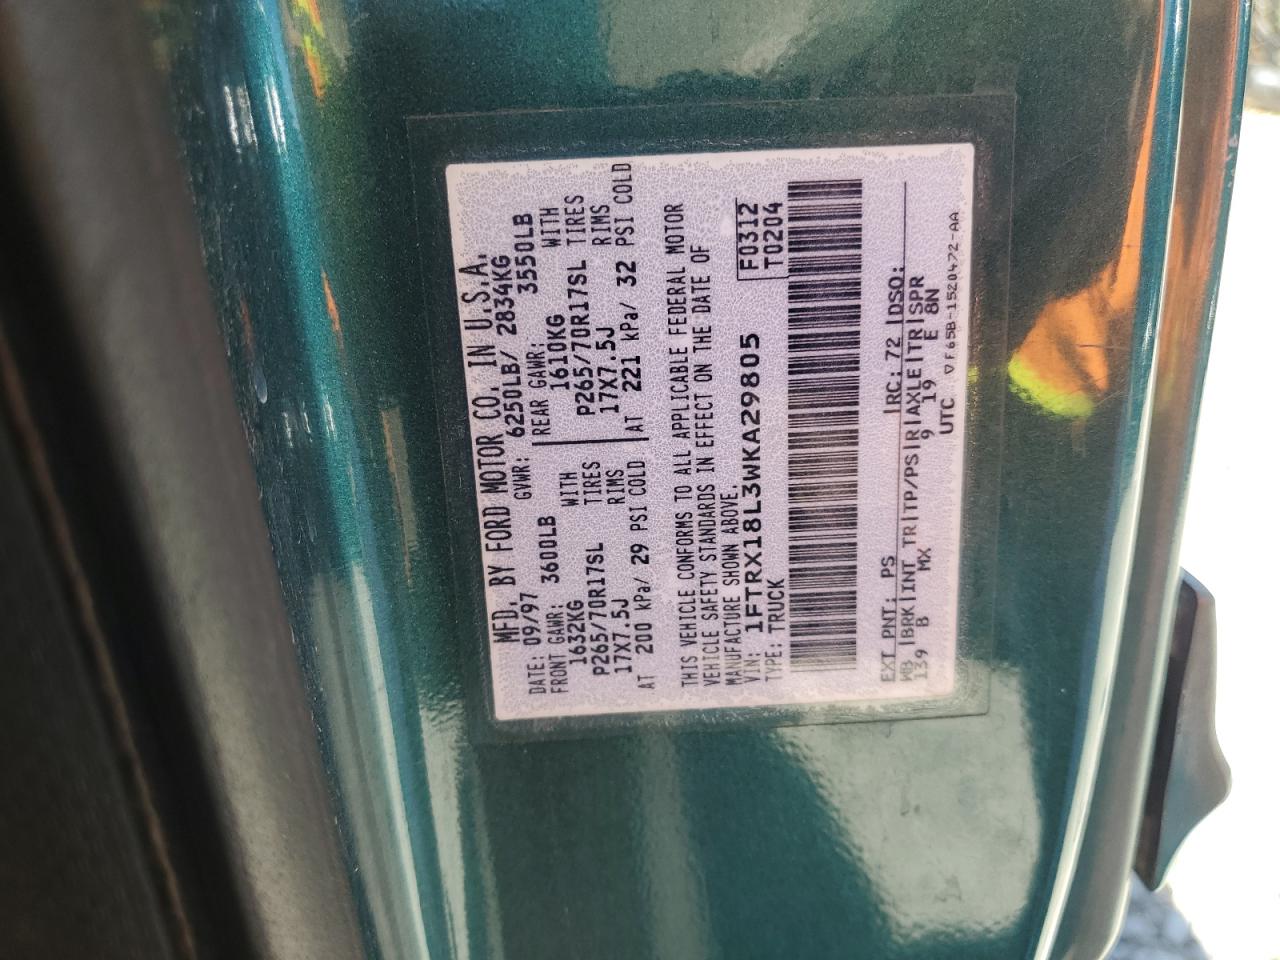 MFD. BY FORD MOTOR CO. IN U.S.A.
DATE: 09/97 GVWR: 6250LB/ 2834KG
FRONT GAWR: 3600LB REAR GAWR: 3550LB
1632KG WITH 1610KG WITH
P265/70R17SL TIRES P265/70R17SL TIRES
17X7.5J RIMS 17X7.5J RIMS
AT 200 kPa/ 29 PSI COLD AT 221 kPa/ 32 PSI COLD
THIS VEHICLE CONFORMS TO ALL APPLICABLE FEDERAL MOTOR
VEHICLE SAFETY STANDARDS IN EFFECT ON THE DATE OF
MANUFACTURE SHOWN ABOVE.
VIN: 1FTRX18L3WKA29805 F0312
TYPE: TRUCK T0204
EXT PNT: PS RC: 72 DSO:
WB BRK INT TR TP/PS R AXLE TR SPR
139 B MX 9 19 E 8N
UTC ▽F65B-1520472-AA